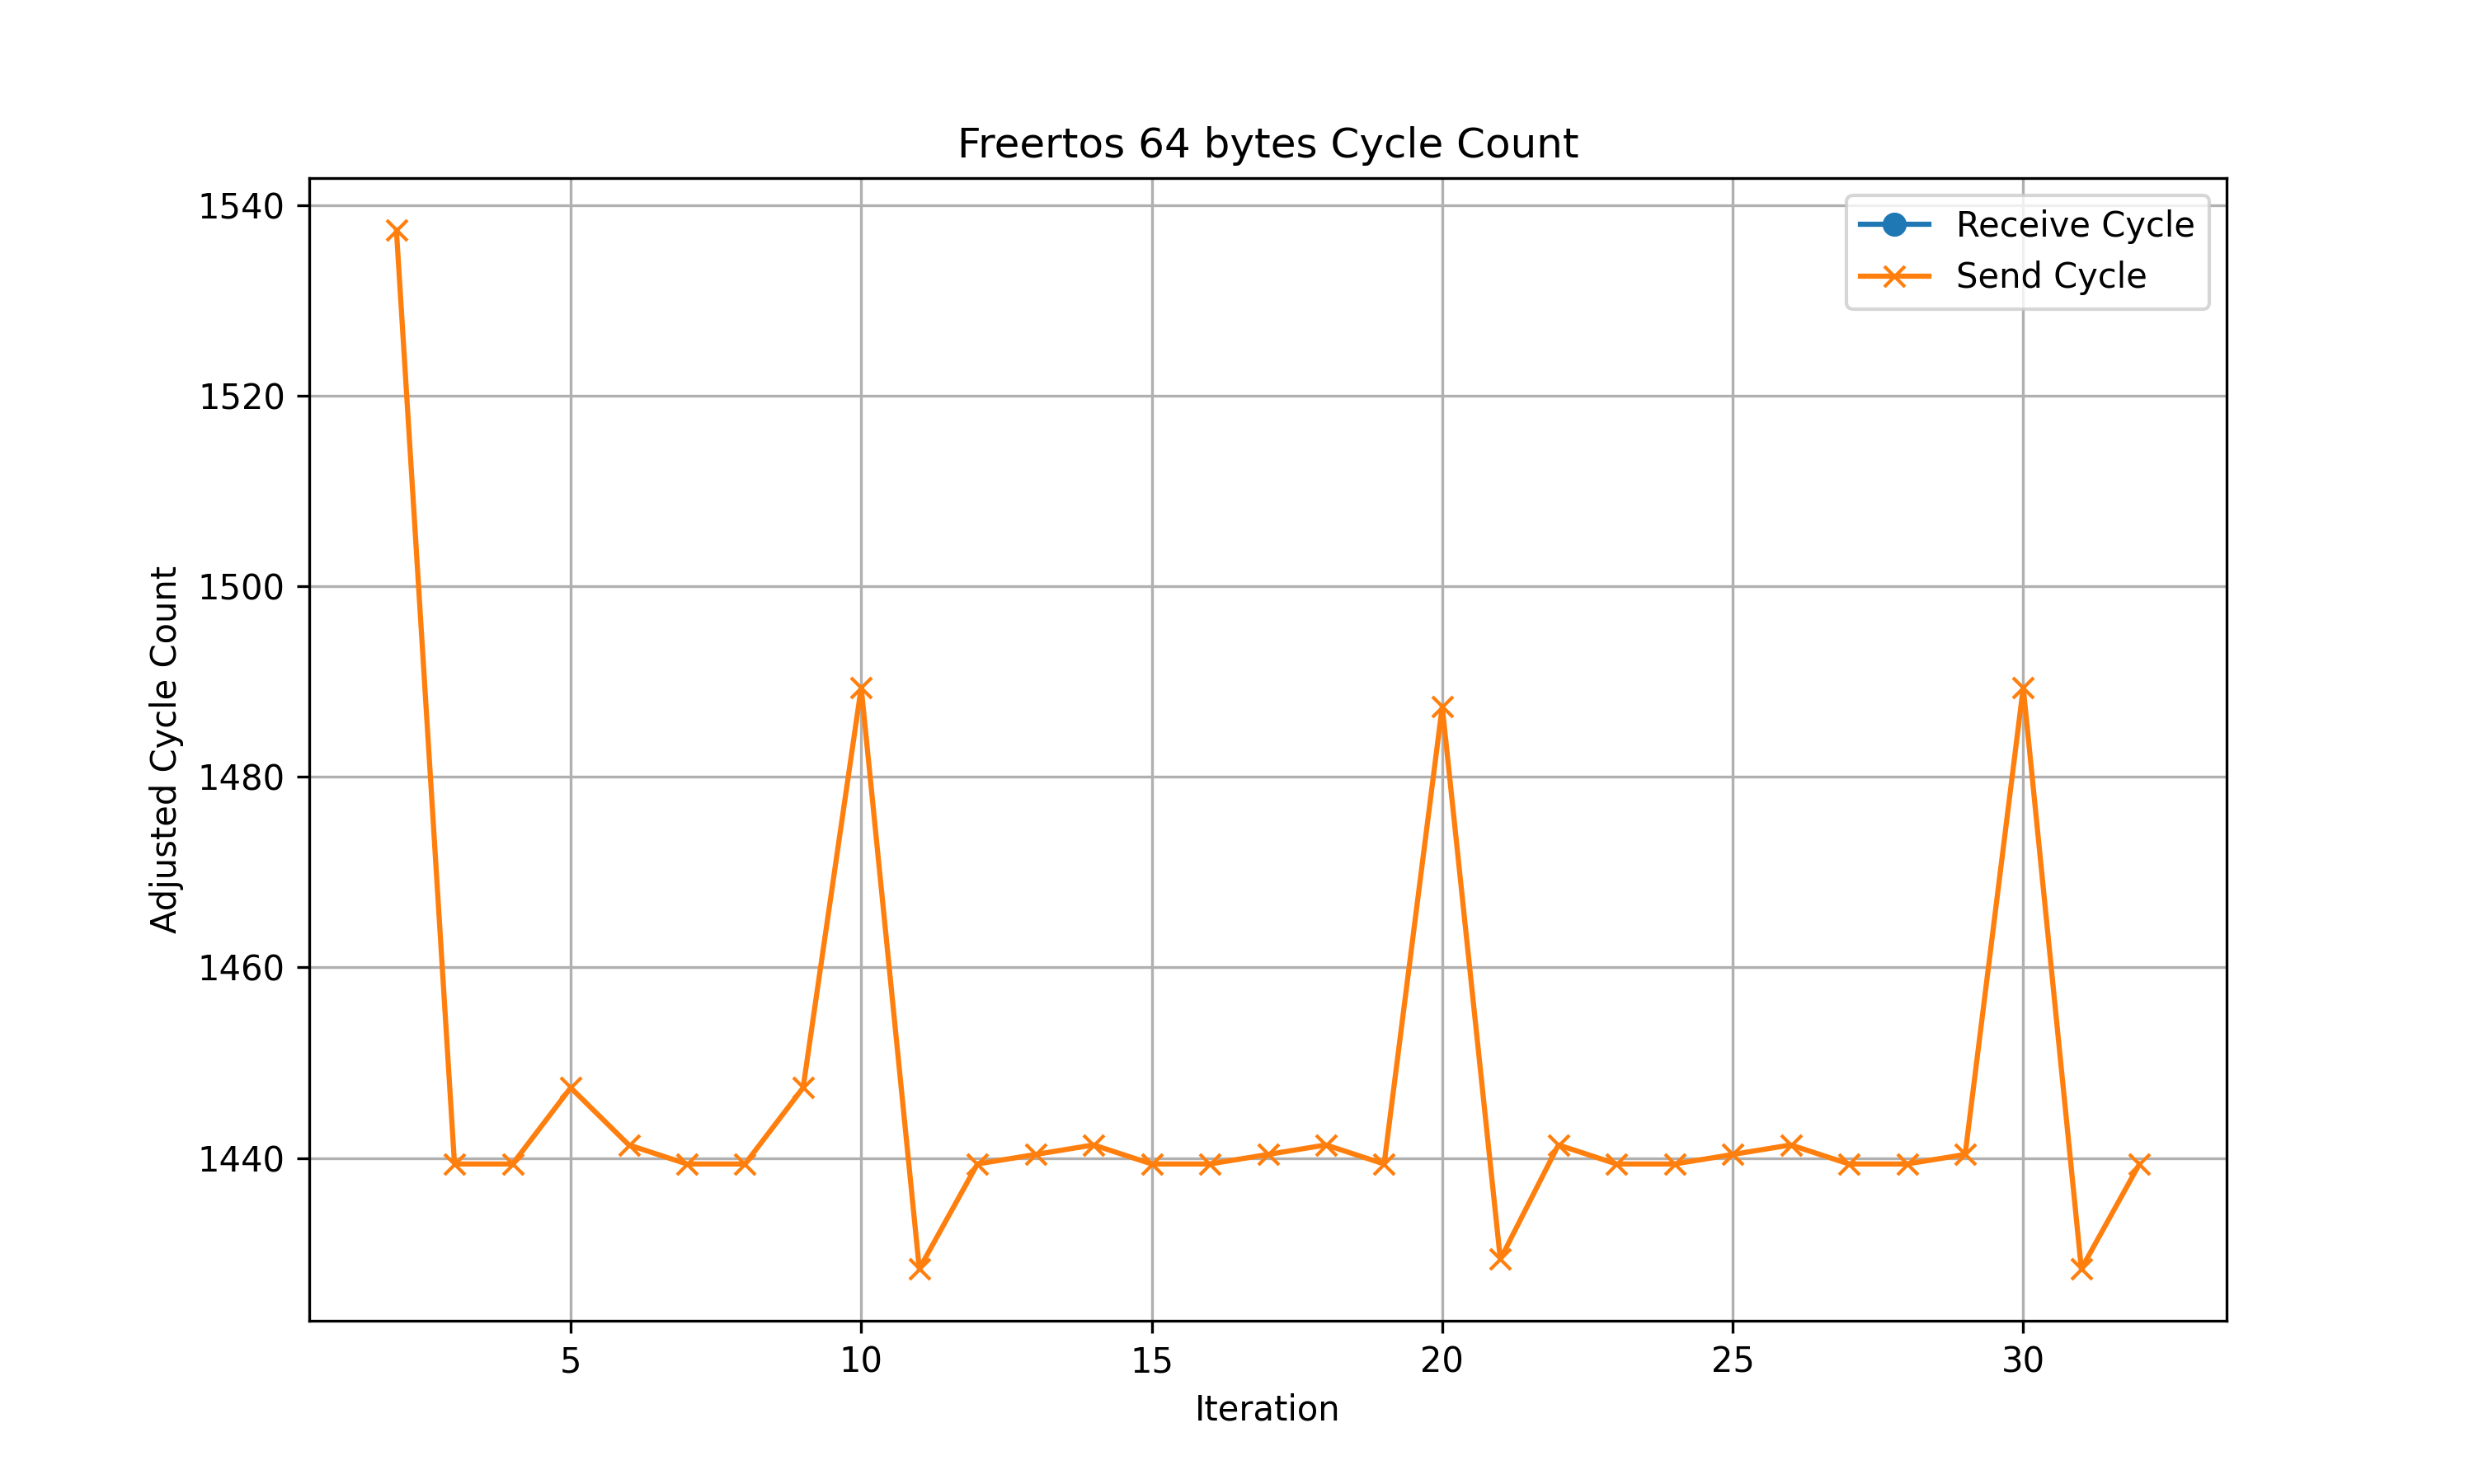 Freertos 64 bytes Cycle Count
Receive Cycle
Send Cycle
Adjusted Cycle Count
1540
1520
1500
1480
1460
1440
5
10
15
20
25
30
Iteration